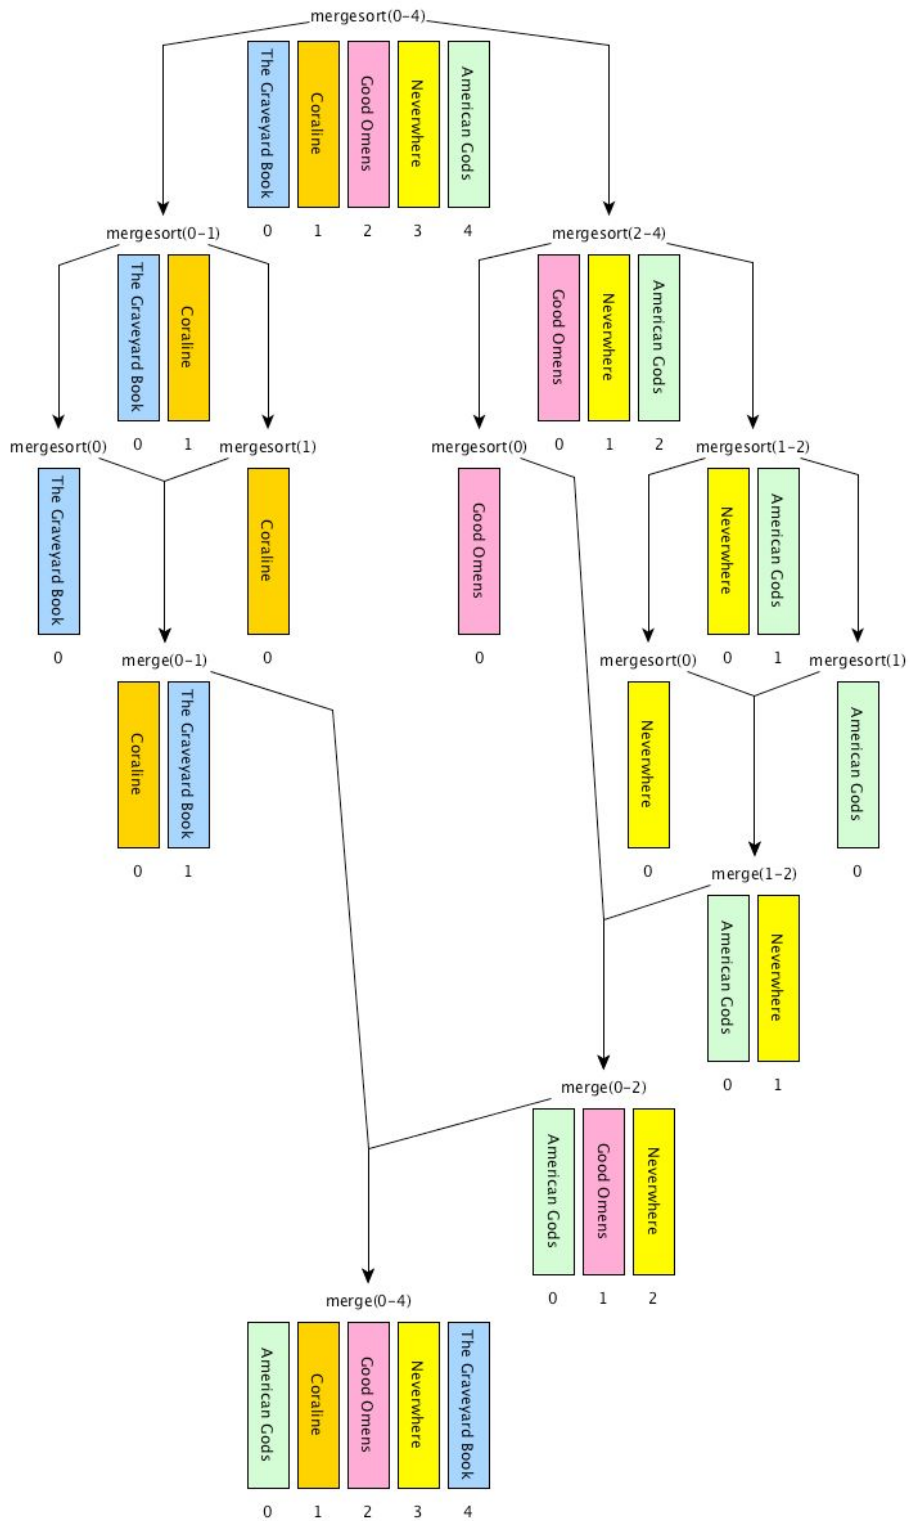 mergesort(0-4)
The Graveyard Book
Coraline
Good Omens
Neverwhere
American Gods
0 1 2 3 4
mergesort(0-1)
The Graveyard Book
Coraline
0 1
mergesort(2-4)
Good Omens
Neverwhere
American Gods
0 1 2
mergesort(0)
The Graveyard Book
0
mergesort(1)
Coraline
0
mergesort(0)
Good Omens
0
mergesort(1-2)
Neverwhere
American Gods
0 1
merge(0-1)
Coraline
The Graveyard Book
0 1
mergesort(0)
Neverwhere
0
mergesort(1)
American Gods
0
merge(1-2)
American Gods
Neverwhere
0 1
merge(0-2)
American Gods
Good Omens
Neverwhere
0 1 2
merge(0-4)
American Gods
Coraline
Good Omens
Neverwhere
The Graveyard Book
0 1 2 3 4